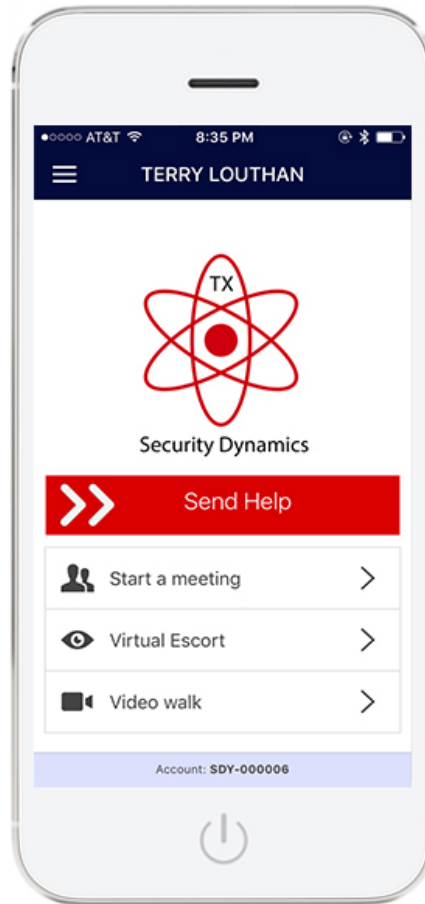 AT&T 8:35 PM
TERRY LOUTHAN
TX
Security Dynamics
Send Help
Start a meeting
Virtual Escort
Video walk
Account: SDY-000006